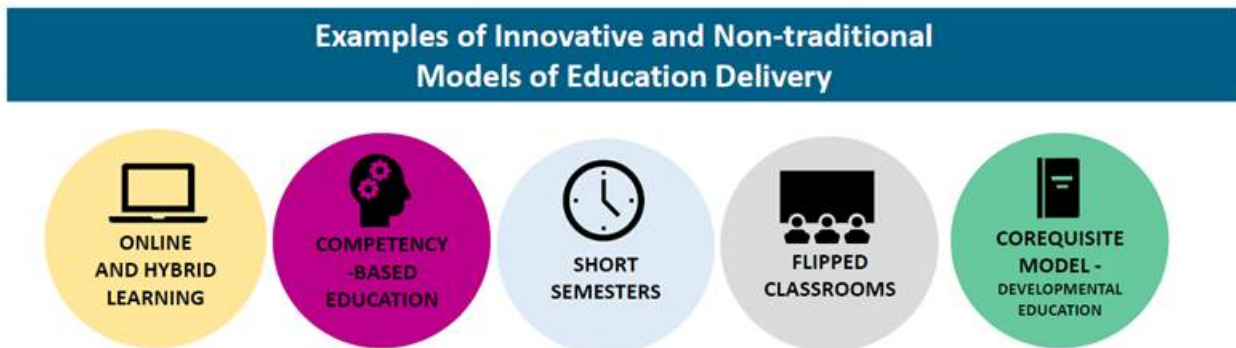 Examples of Innovative and Non-traditional
Models of Education Delivery
ONLINE
AND HYBRID
LEARNING
COMPETENCY
-BASED
EDUCATION
SHORT
SEMESTERS
FLIPPED
CLASSROOMS
COREQUISITE
MODEL -
DEVELOPMENTAL
EDUCATION